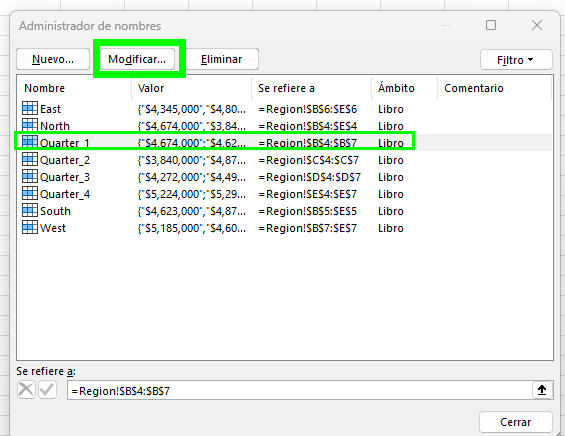 Administrador de nombres
Nuevo... Modificar... Eliminar Filtro
Nombre Valor Se refiere a Ámbito Comentario
East {"$4,345,000";"$4,80... =Region!$B$6:$E$6 Libro
North {"$4,674,000";"$3,84... =Region!$B$4:$E$4 Libro
Quarter_1 {"$4,674,000";"$4,62... =Region!$B$4:$B$7 Libro
Quarter_2 {"$3,840,000";"$4,87... =Region!$C$4:$C$7 Libro
Quarter_3 {"$4,272,000";"$4,49... =Region!$D$4:$D$7 Libro
Quarter_4 {"$5,224,000";"$5,29... =Region!$E$4:$E$7 Libro
South {"$4,623,000";"$4,87... =Region!$B$5:$E$5 Libro
West {"$5,185,000";"$4,60... =Region!$B$7:$E$7 Libro
Se refiere a:
=Region!$B$4:$B$7
Cerrar